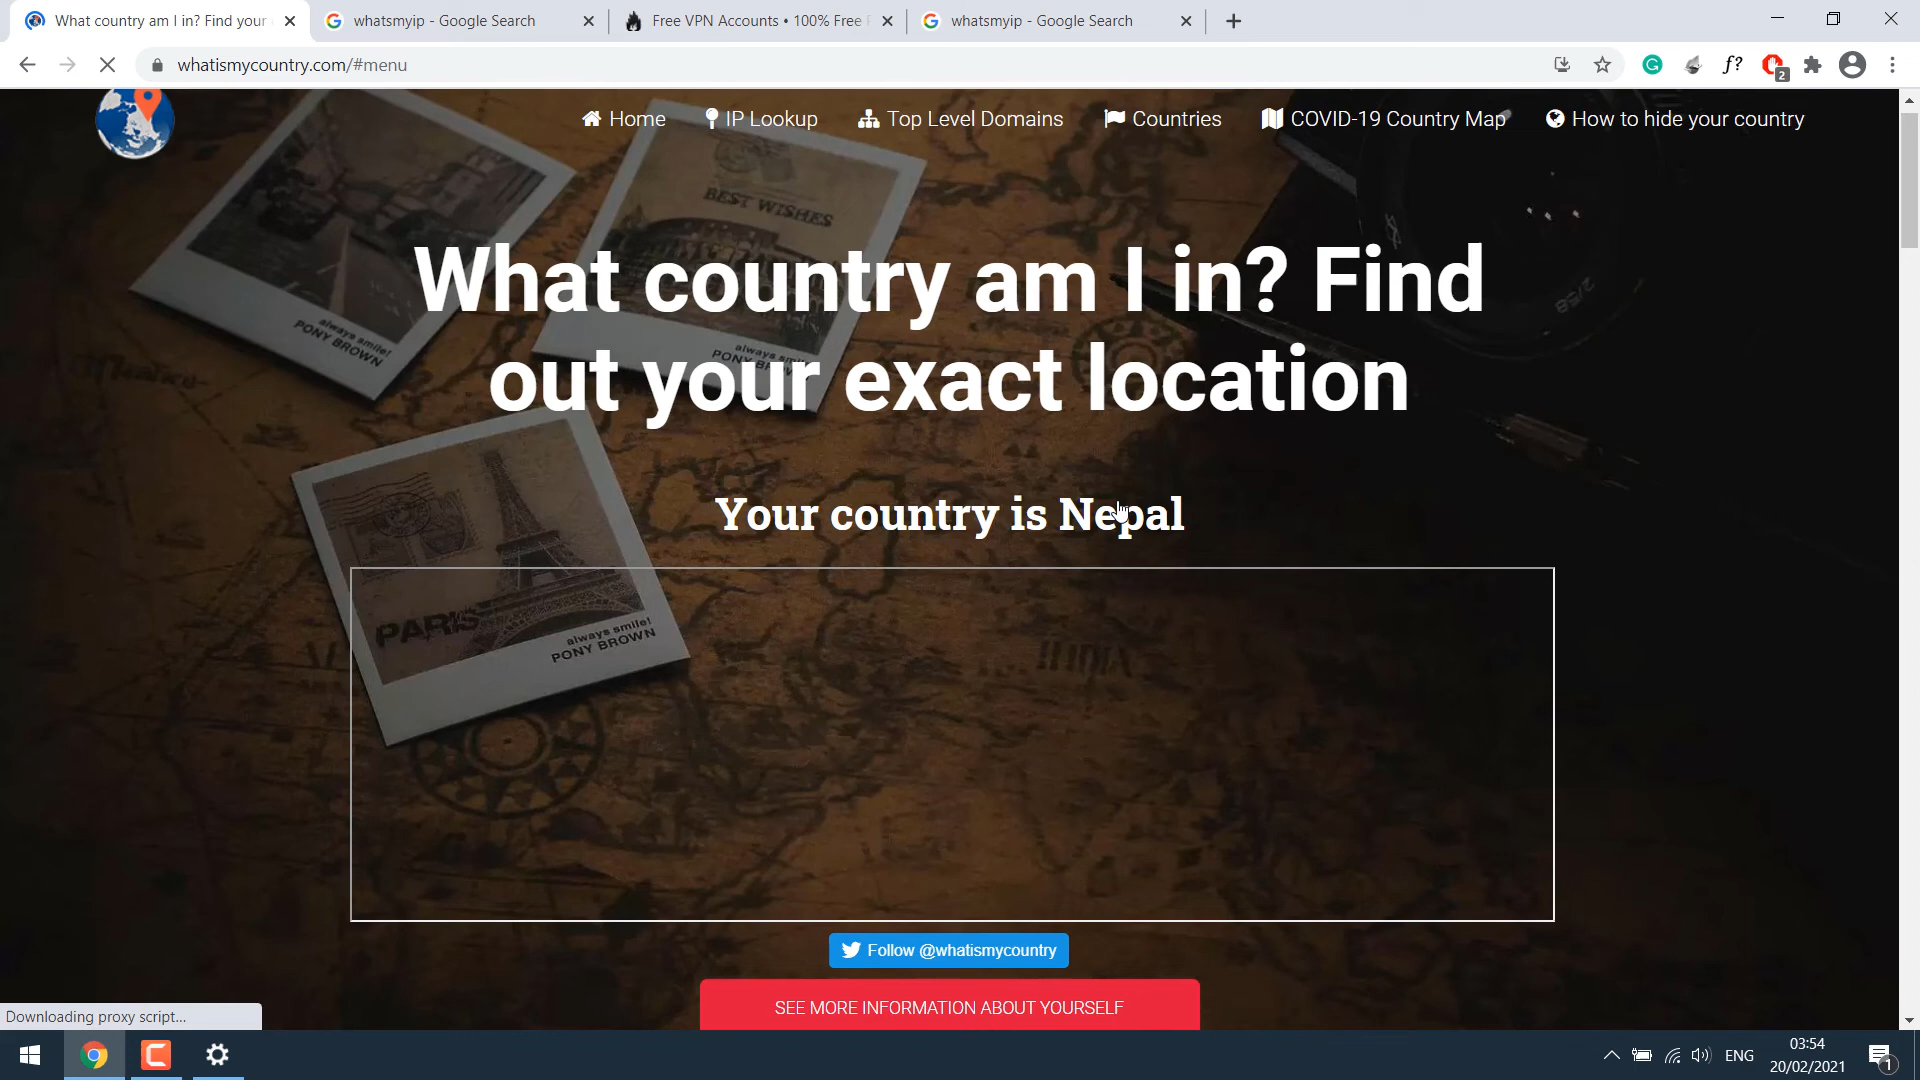 What country am I in? Find your
whatsmyip - Google Search
Free VPN Accounts • 100% Free
whatsmyip - Google Search
whatismycountry.com/#menu
f?
2
Home
IP Lookup
Top Level Domains
Countries
COVID-19 Country Map
How to hide your country
BEST WISHES
always smile!
PONY BROWN
always smile!
What country am I in? Find
out your exact location
Your country is Nepal
PARIS
always smile!
PONY BROWN
Follow @whatismycountry
SEE MORE INFORMATION ABOUT YOURSELF
Downloading proxy script...
ENG
03:54
20/02/2021
1